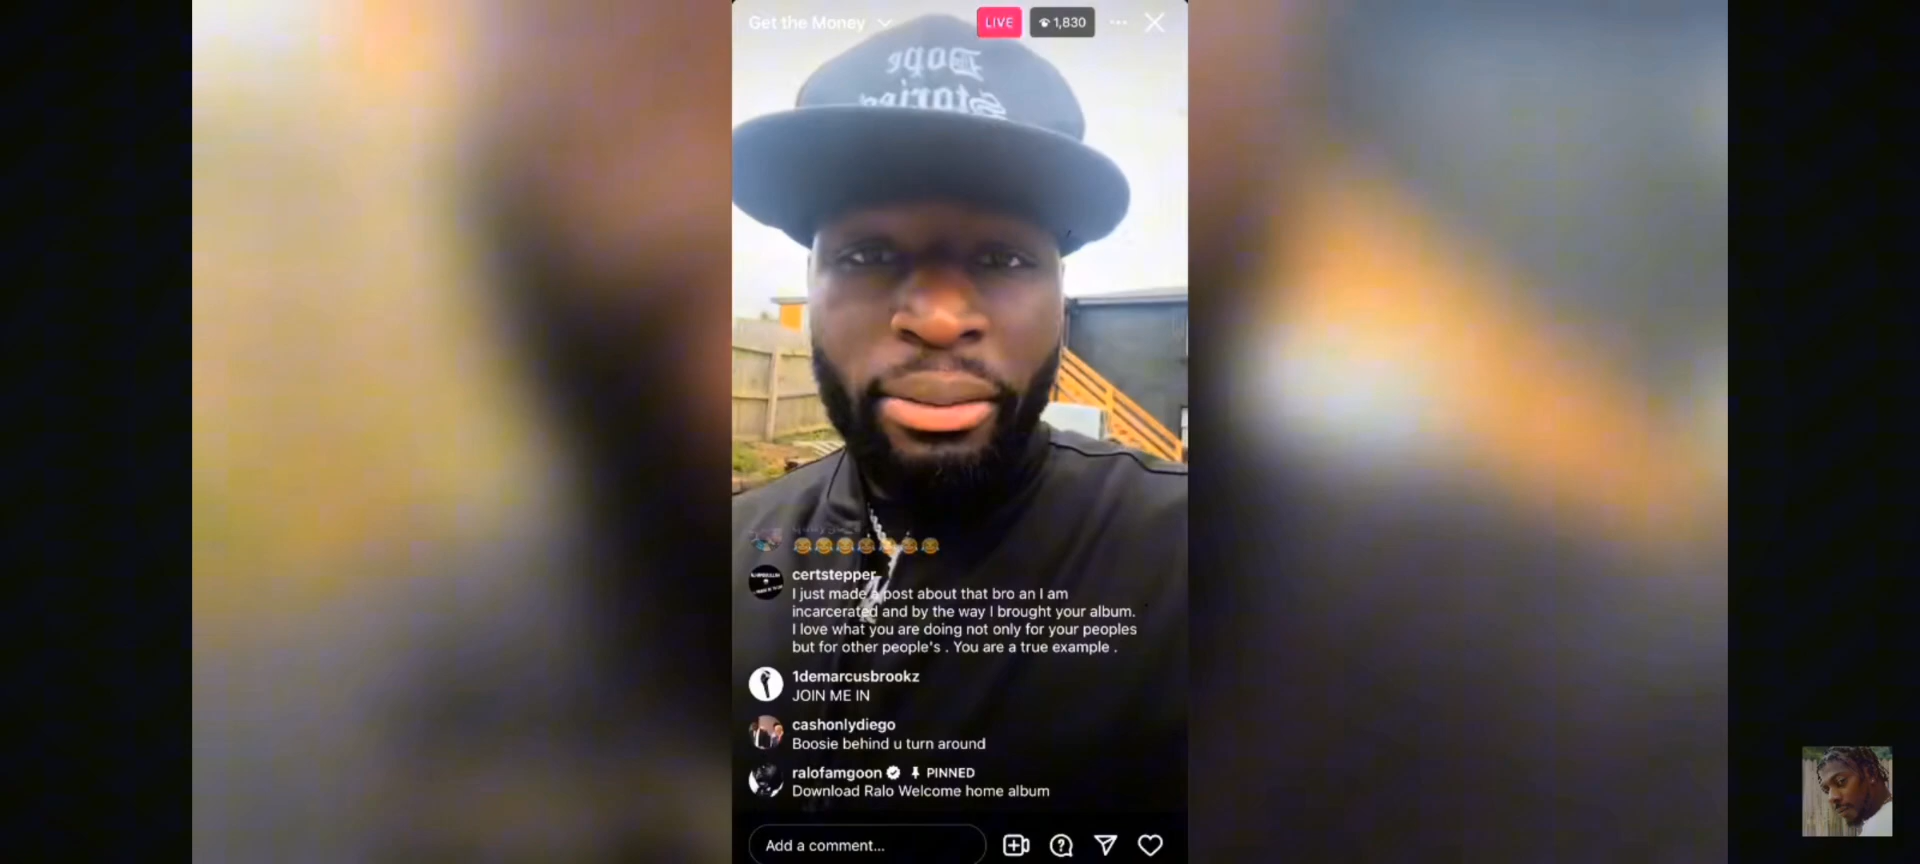 Get the Money
LIVE
1,830
Dope
Stories
certstepper
I just made a post about that bro an I am
incarcerated and by the way I brought your album.
I love what you are doing not only for your peoples
but for other people's . You are a true example .
1demarcusbrookz
JOIN ME IN
cashonlydiego
Boosie behind u turn around
ralofamgoon PINNED
Download Ralo Welcome home album
Add a comment...